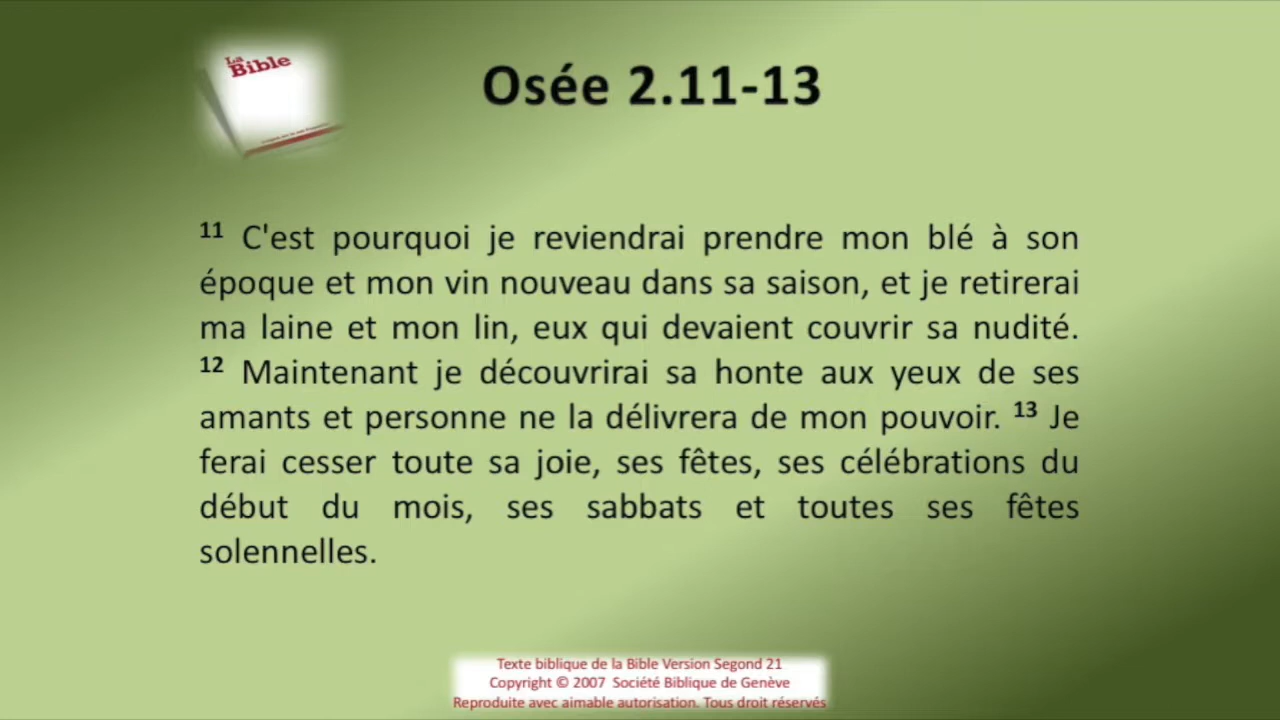 La
Bible
Osée 2.11-13
11 C'est pourquoi je reviendrai prendre mon blé à son
époque et mon vin nouveau dans sa saison, et je retirerai
ma laine et mon lin, eux qui devaient couvrir sa nudité.
12 Maintenant je découvrirai sa honte aux yeux de ses
amants et personne ne la délivrera de mon pouvoir. 13 Je
ferai cesser toute sa joie, ses fêtes, ses célébrations du
début du mois, ses sabbats et toutes ses fêtes
solennelles.
Texte biblique de la Bible Version Segond 21
Copyright © 2007 Société Biblique de Genève
Reproduite avec aimable autorisation. Tous droit réservés